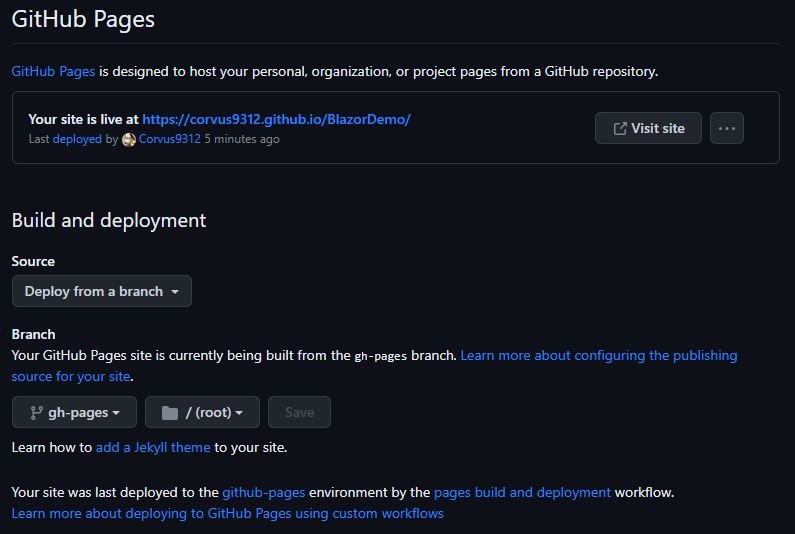 GitHub Pages
GitHub Pages is designed to host your personal, organization, or project pages from a GitHub repository.
Your site is live at https://corvus9312.github.io/BlazorDemo/
Last deployed by Corvus9312 5 minutes ago
Visit site
Build and deployment
Source
Deploy from a branch
Branch
Your GitHub Pages site is currently being built from the gh-pages branch. Learn more about configuring the publishing
source for your site.
gh-pages
/ (root)
Save
Learn how to add a Jekyll theme to your site.
Your site was last deployed to the github-pages environment by the pages build and deployment workflow.
Learn more about deploying to GitHub Pages using custom workflows